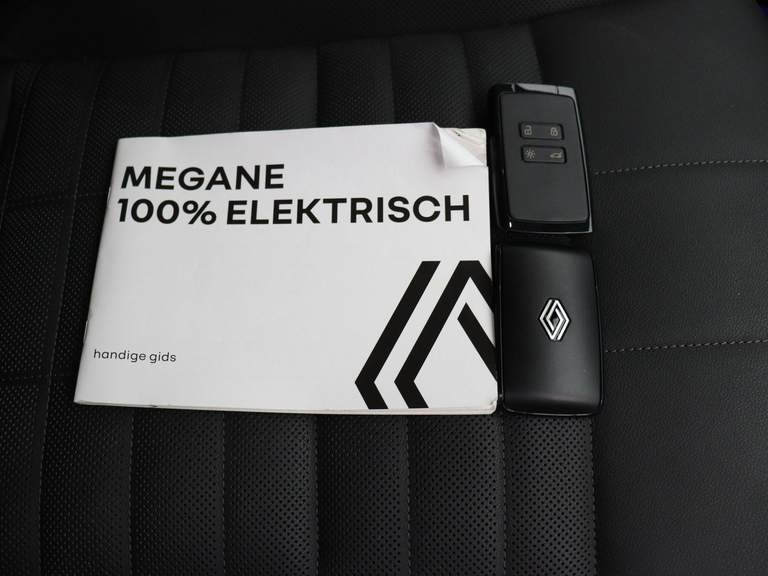 MEGANE
100% ELEKTRISCH
handige gids